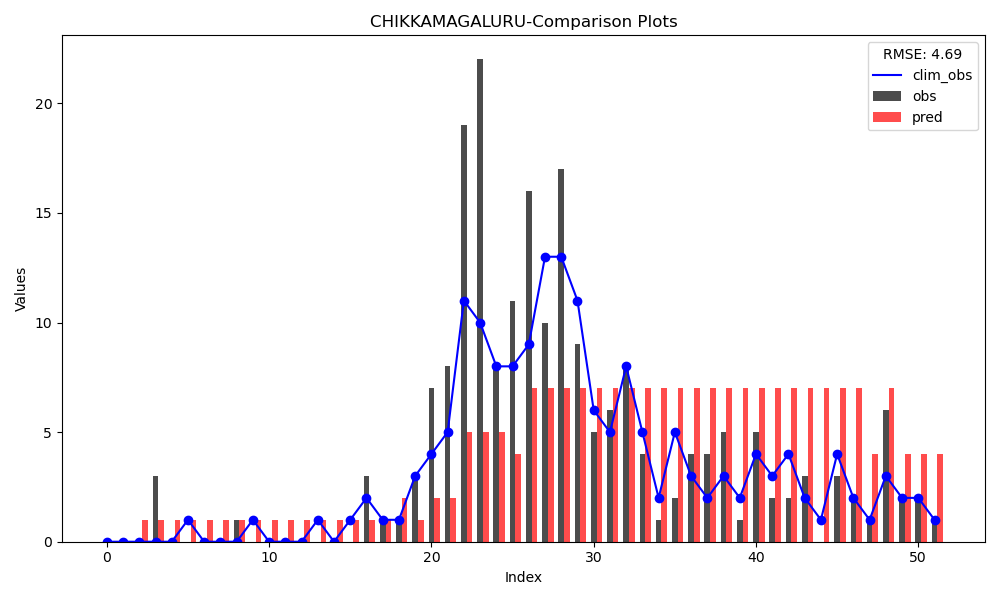 CHIKKAMAGALURU-Comparison Plots
RMSE: 4.69
clim_obs
obs
pred
Values
20
15
10
5
0
0 10 20 30 40 50
Index